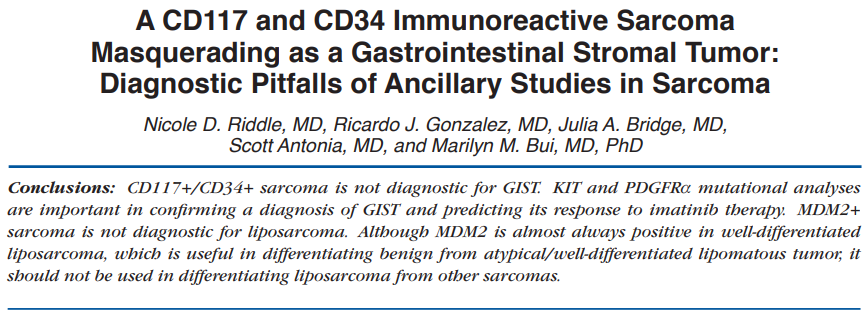 A CD117 and CD34 Immunoreactive Sarcoma
Masquerading as a Gastrointestinal Stromal Tumor:
Diagnostic Pitfalls of Ancillary Studies in Sarcoma
Nicole D. Riddle, MD, Ricardo J. Gonzalez, MD, Julia A. Bridge, MD,
Scott Antonia, MD, and Marilyn M. Bui, MD, PhD
Conclusions: CD117+/CD34+ sarcoma is not diagnostic for GIST. KIT and PDGFRα mutational analyses
are important in confirming a diagnosis of GIST and predicting its response to imatinib therapy. MDM2+
sarcoma is not diagnostic for liposarcoma. Although MDM2 is almost always positive in well-differentiated
liposarcoma, which is useful in differentiating benign from atypical/well-differentiated lipomatous tumor, it
should not be used in differentiating liposarcoma from other sarcomas.